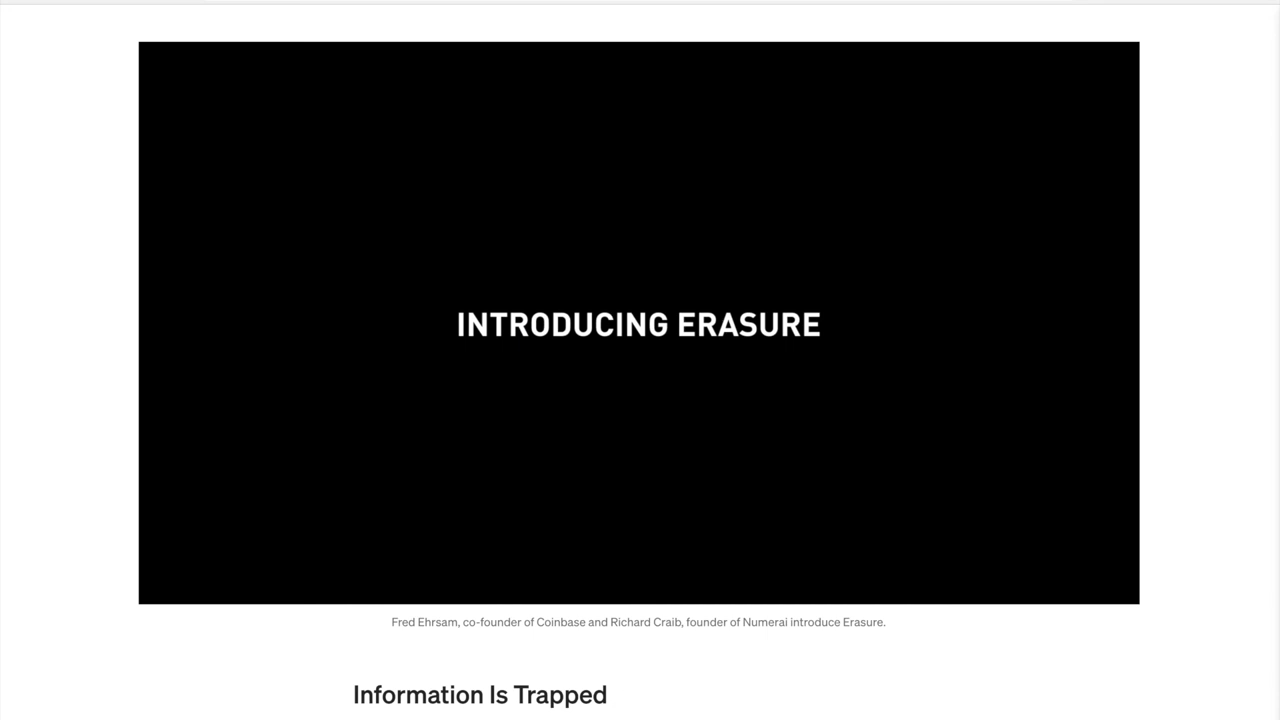 INTRODUCING ERASURE
Fred Ehrsam, co-founder of Coinbase and Richard Craib, founder of Numerai introduce Erasure.
Information Is Trapped